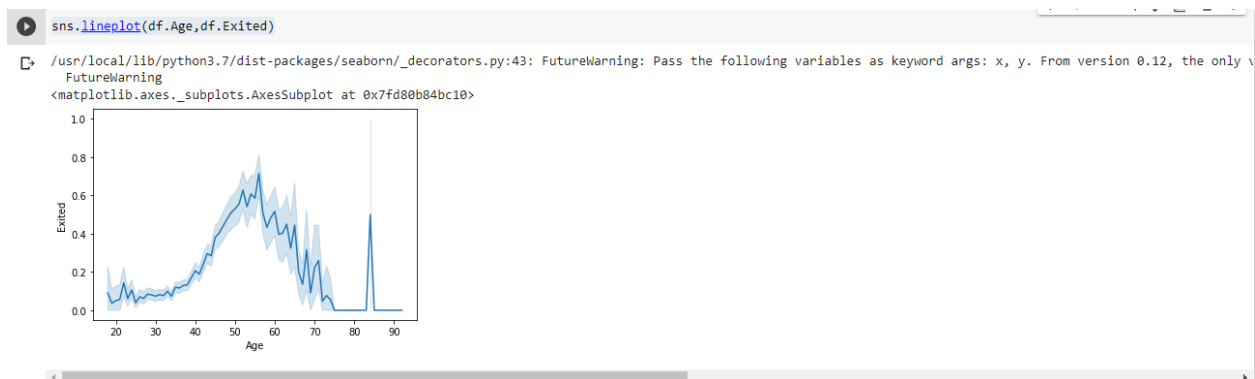 sns.lineplot(df.Age,df.Exited)
/usr/local/lib/python3.7/dist-packages/seaborn/_decorators.py:43: FutureWarning: Pass the following variables as keyword args: x, y. From version 0.12, the only
FutureWarning
<matplotlib.axes._subplots.AxesSubplot at 0x7fd80b84bc10>
1.0
0.8
0.6
0.4
0.2
0.0
Exited
20 30 40 50 60 70 80 90
Age